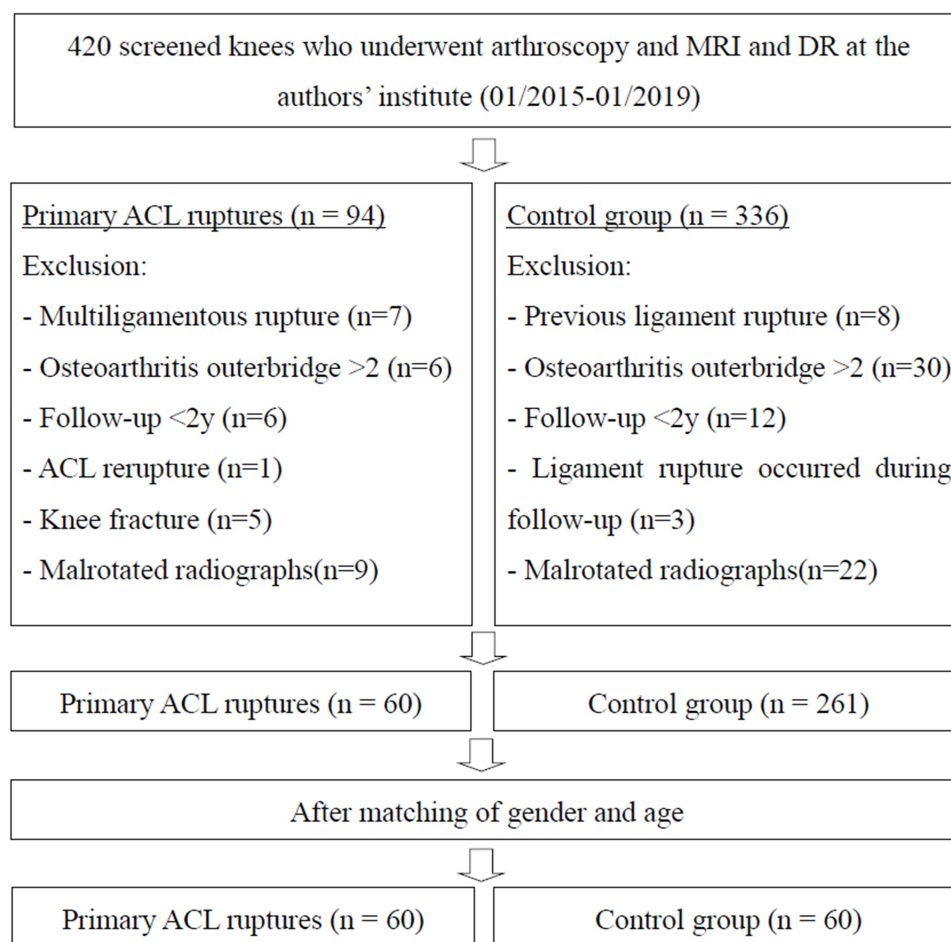 420 screened knees who underwent arthroscopy and MRI and DR at the
authors’ institute (01/2015-01/2019)
Primary ACL ruptures (n = 94)
Exclusion:
- Multiligamentous rupture (n=7)
- Osteoarthritis outerbridge >2 (n=6)
- Follow-up <2y (n=6)
- ACL rerupture (n=1)
- Knee fracture (n=5)
- Malrotated radiographs(n=9)
Control group (n = 336)
Exclusion:
- Previous ligament rupture (n=8)
- Osteoarthritis outerbridge >2 (n=30)
- Follow-up <2y (n=12)
- Ligament rupture occurred during
follow-up (n=3)
- Malrotated radiographs(n=22)
Primary ACL ruptures (n = 60)
Control group (n = 261)
After matching of gender and age
Primary ACL ruptures (n = 60)
Control group (n = 60)